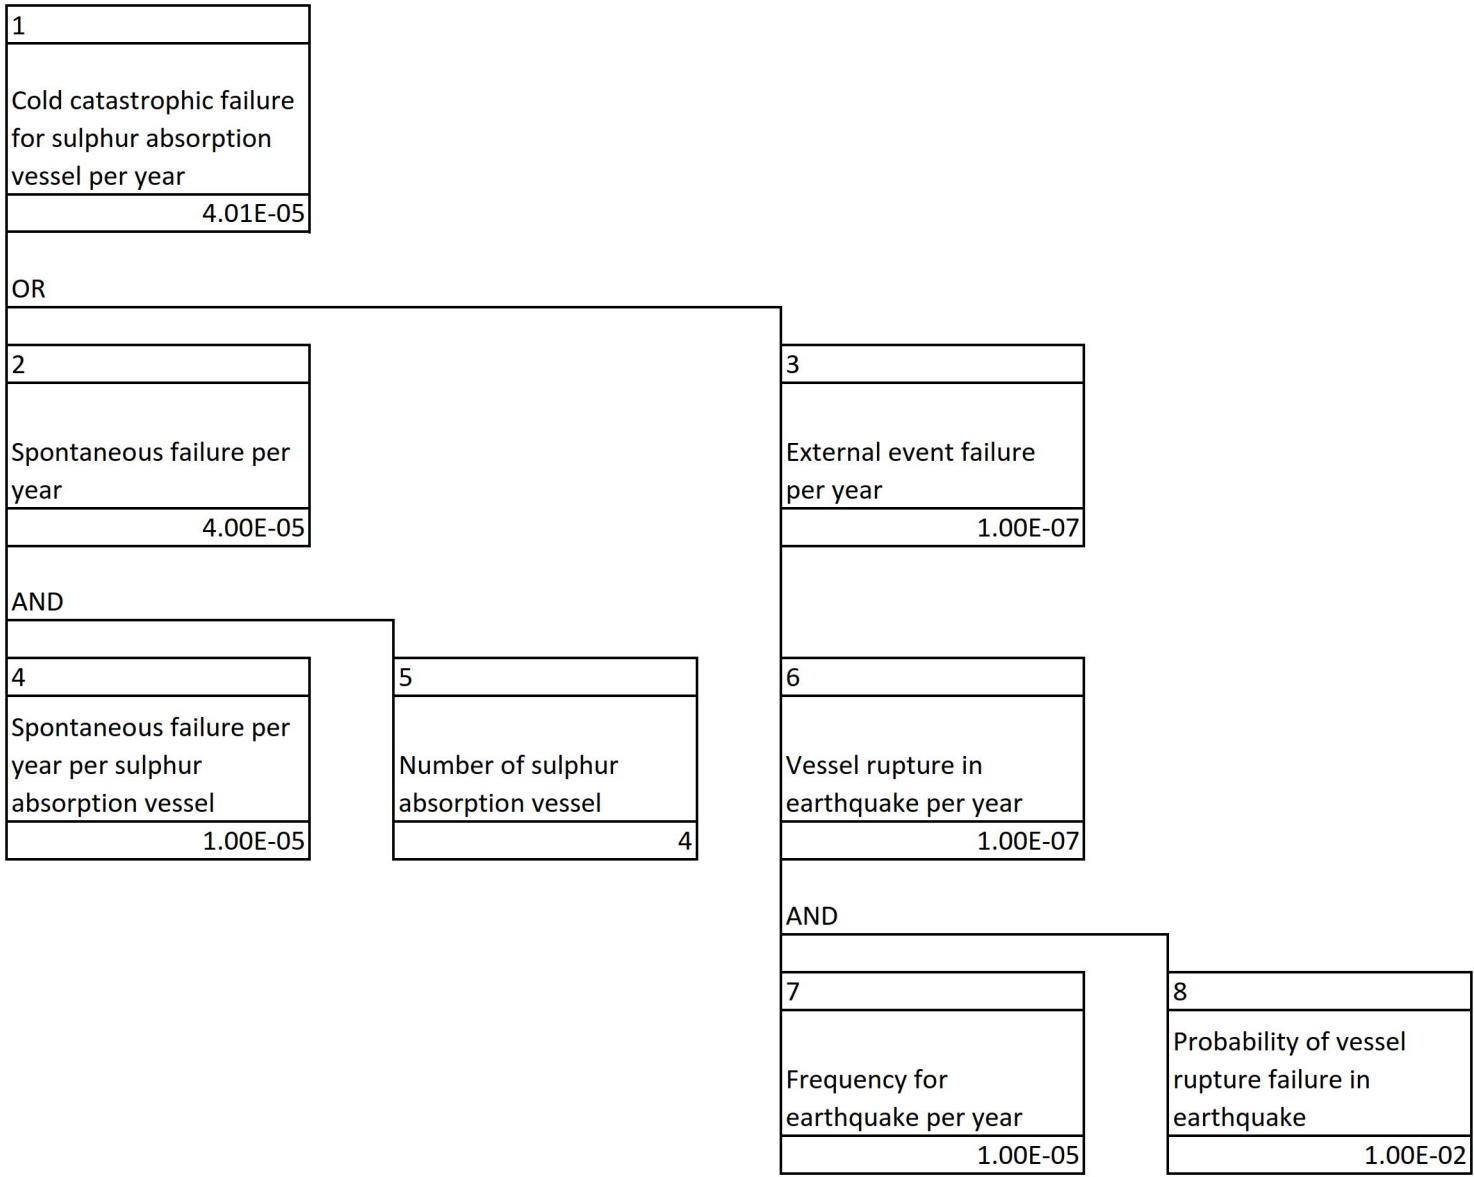 1
Cold catastrophic failure
for sulphur absorption
vessel per year
4.01E-05
OR
2
Spontaneous failure per
year
4.00E-05
3
External event failure
per year
1.00E-07
AND
4
Spontaneous failure per
year per sulphur
absorption vessel
1.00E-05
5
Number of sulphur
absorption vessel
4
6
Vessel rupture in
earthquake per year
1.00E-07
AND
7
Frequency for
earthquake per year
1.00E-05
8
Probability of vessel
rupture failure in
earthquake
1.00E-02